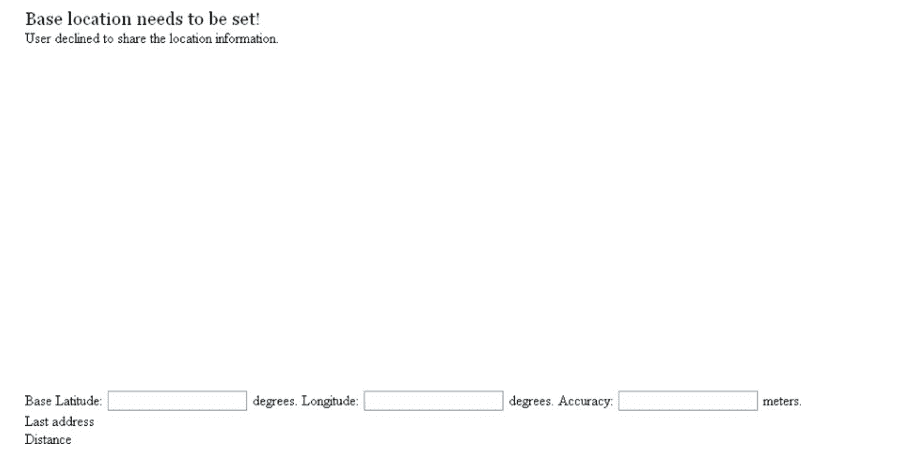 Base location needs to be set!
User declined to share the location information.
Base Latitude: degrees. Longitude: degrees. Accuracy: meters.
Last address
Distance